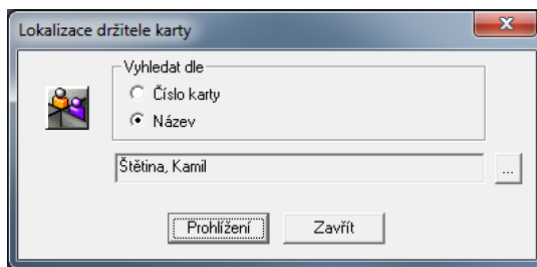 Lokalizace držitele karty
Vyhledat dle
Číslo karty
Název
Štětina, Kamil
...
Prohlížení
Zavřít